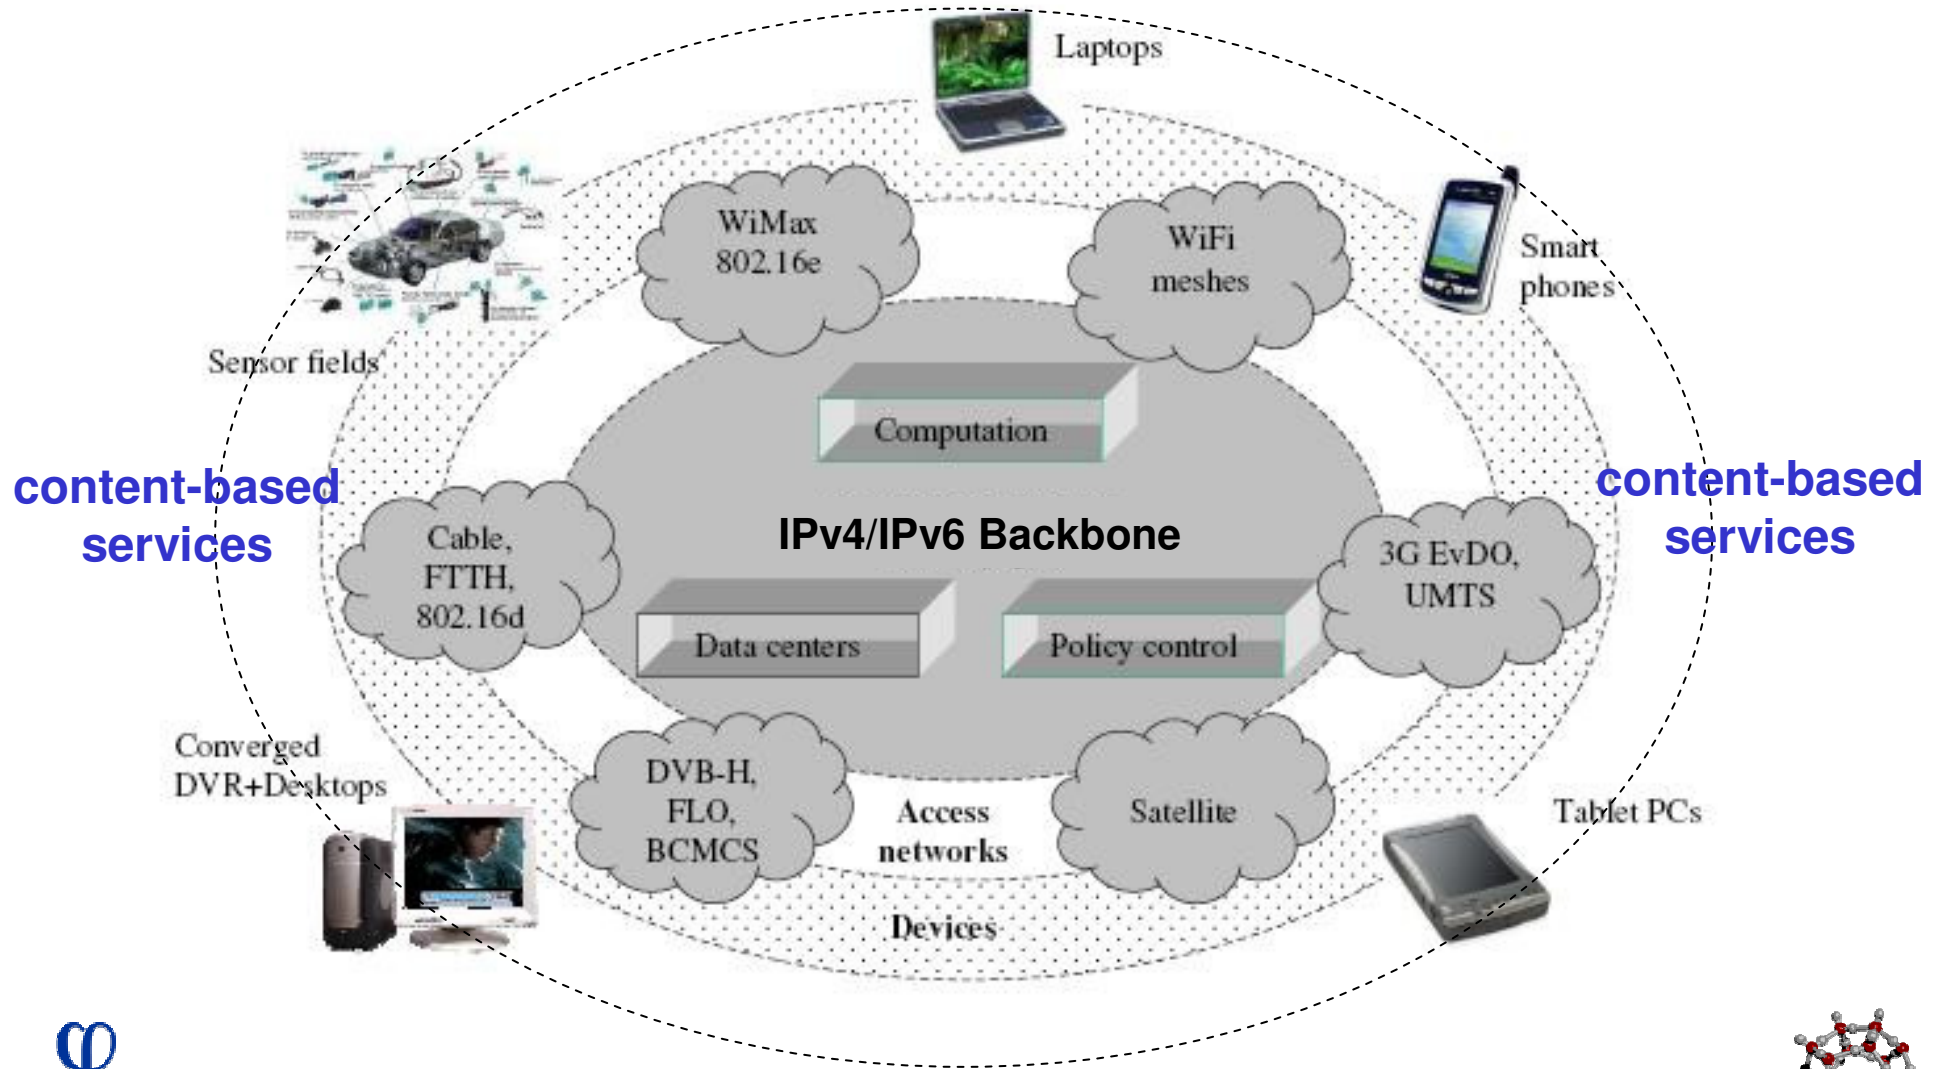 Laptops
WiMax
802.16e
WiFi
meshes
Smart
phones
Sensor fields
Computation
content-based
services
IPv4/IPv6 Backbone
content-based
services
Cable,
FTTH,
802.16d
3G EvDO,
UMTS
Data centers
Policy control
Converged
DVR+Desktops
DVB-H,
FLO,
BCMCS
Access
networks
Satellite
Tablet PCs
Devices
φ